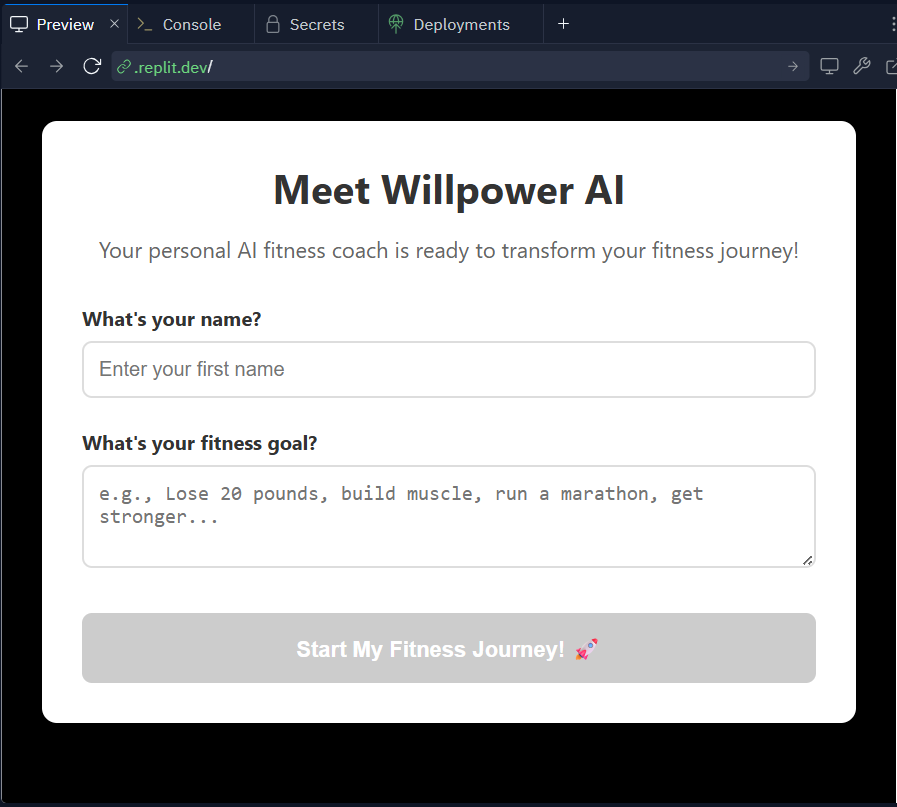 Preview
Console
Secrets
Deployments
.replit.dev/
Meet Willpower AI
Your personal AI fitness coach is ready to transform your fitness journey!
What's your name?
Enter your first name
What's your fitness goal?
e.g., Lose 20 pounds, build muscle, run a marathon, get
stronger...
Start My Fitness Journey! 🚀